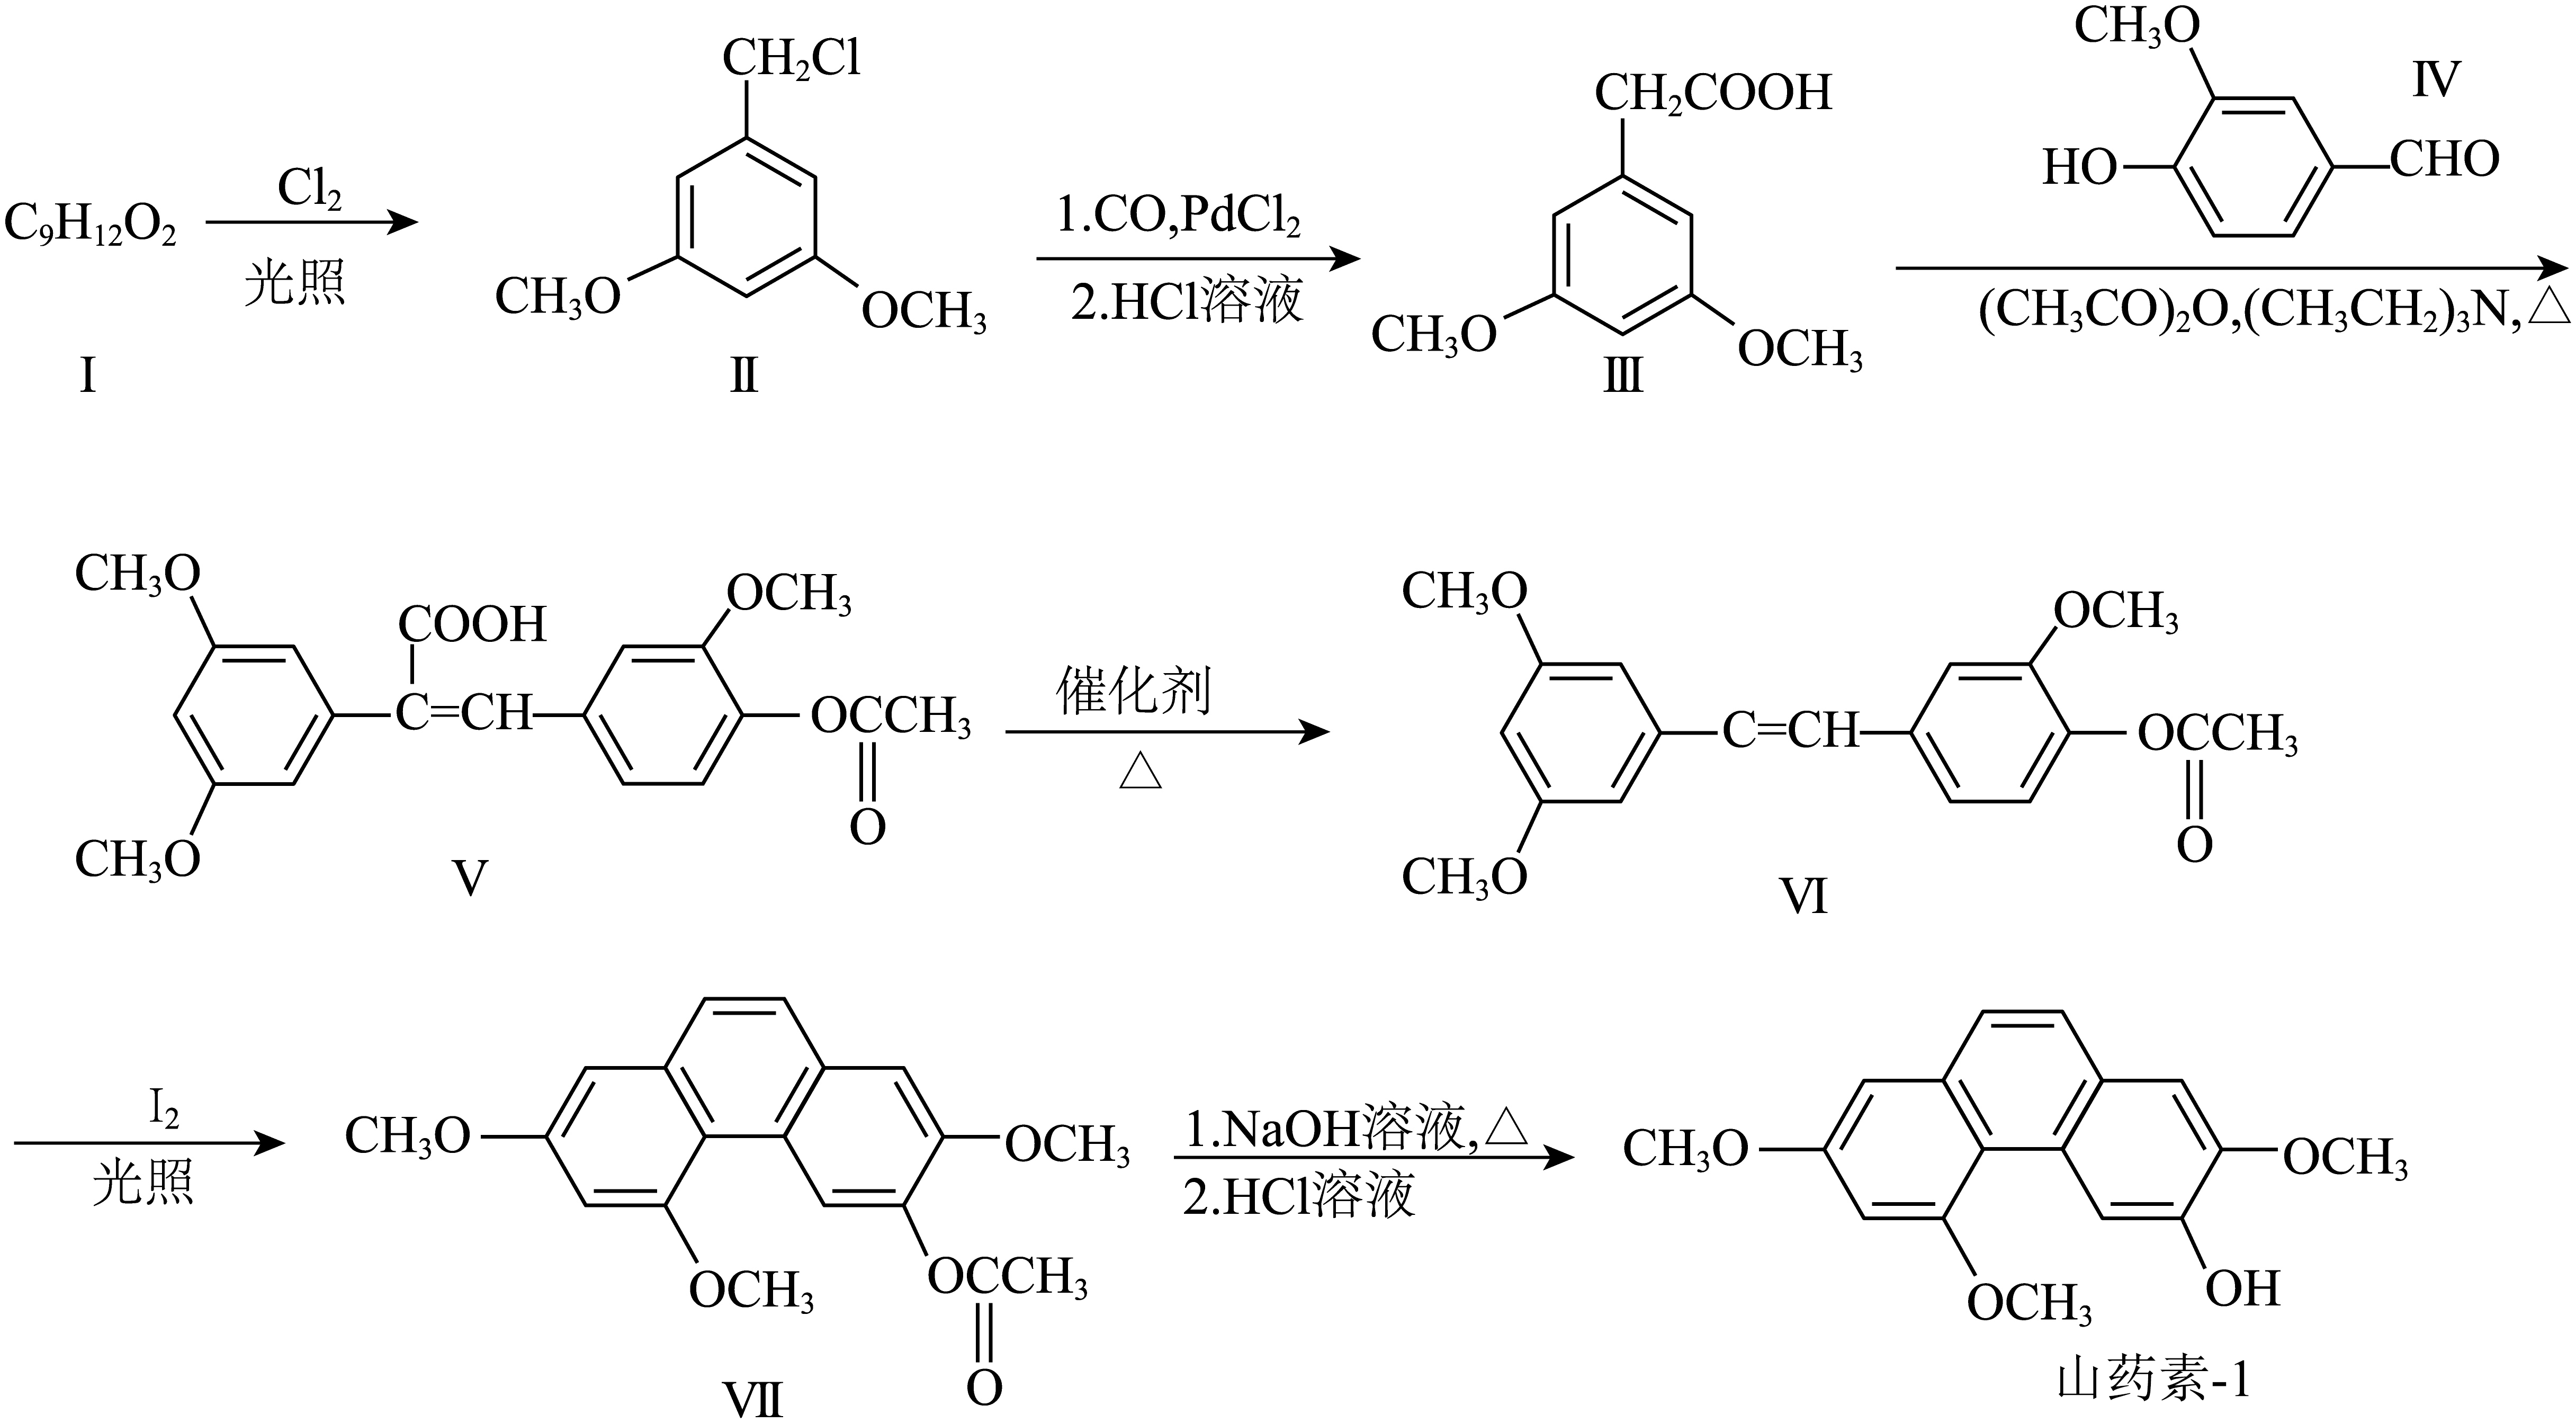 C₉H₁₂O₂
Cl₂
光照
CH₂Cl
CH₃O
OCH₃
1.CO,PdCl₂
2.HCl溶液
CH₂COOH
CH₃O
OCH₃
CH₃O
HO
CHO
Ⅳ
(CH₃CO)₂O,(CH₃CH₂)₃N,△
Ⅰ
Ⅱ
Ⅲ
CH₃O
COOH
OCH₃
C=CH
OCCH₃
O
CH₃O
Ⅴ
催化剂
△
CH₃O
OCH₃
C=CH
OCCH₃
O
CH₃O
Ⅵ
I₂
光照
CH₃O
OCH₃
OCH₃
OCCH₃
O
Ⅶ
1.NaOH溶液,△
2.HCl溶液
CH₃O
OCH₃
OCH₃
OH
山药素-1